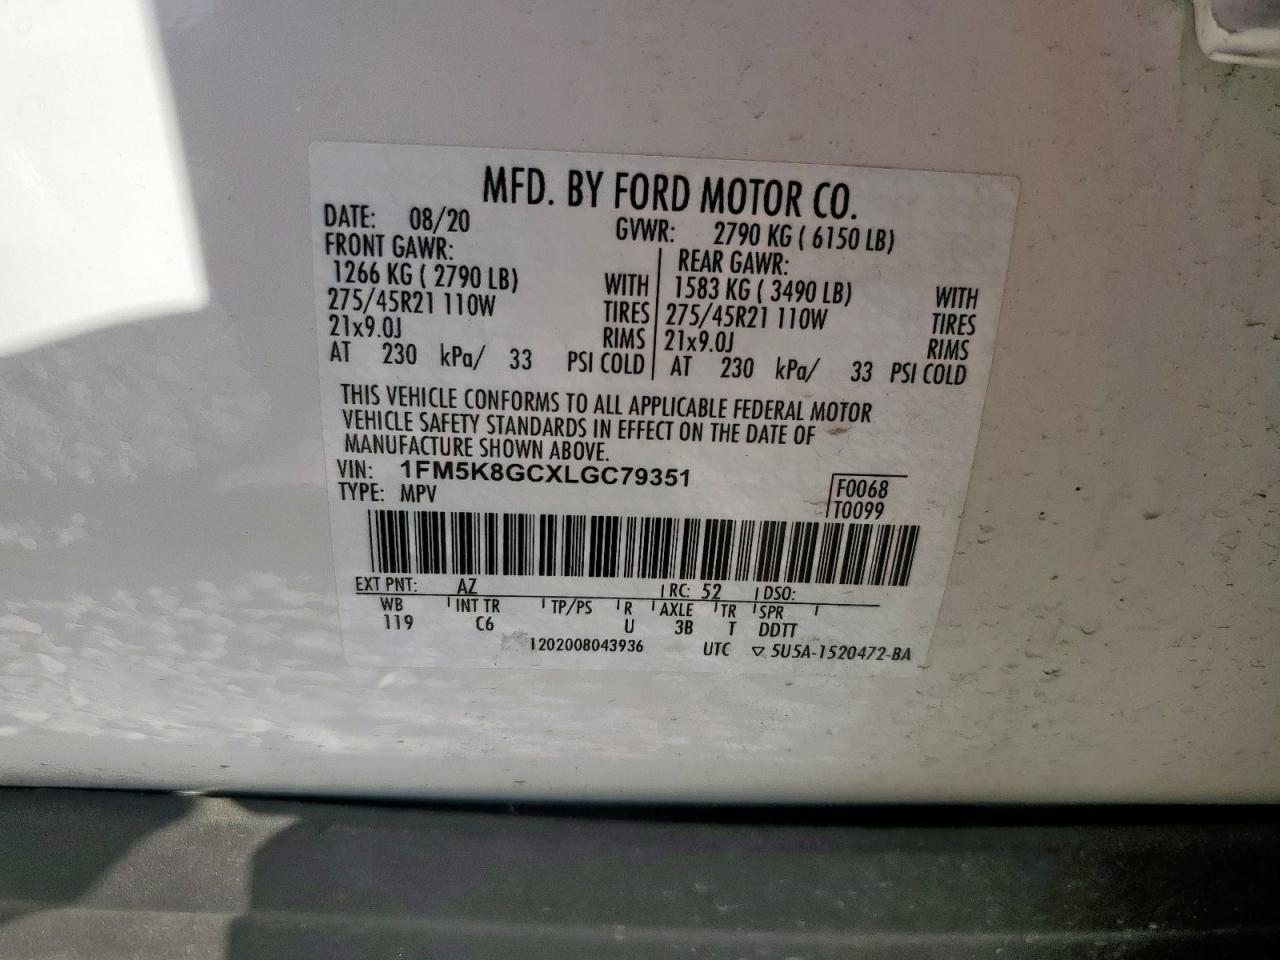 MFD. BY FORD MOTOR CO.
DATE: 08/20 GVWR: 2790 KG ( 6150 LB)
FRONT GAWR: REAR GAWR:
1266 KG ( 2790 LB) WITH 1583 KG ( 3490 LB) WITH
275/45R21 110W TIRES 275/45R21 110W TIRES
21x9.0J RIMS 21x9.0J RIMS
AT 230 kPa/ 33 PSI COLD AT 230 kPa/ 33 PSI COLD
THIS VEHICLE CONFORMS TO ALL APPLICABLE FEDERAL MOTOR
VEHICLE SAFETY STANDARDS IN EFFECT ON THE DATE OF
MANUFACTURE SHOWN ABOVE.
VIN: 1FM5K8GCXLGC79351 F0068
TYPE: MPV T0099
EXT PNT: AZ RC: 52 DSO:
WB INT TR TP/PS R AXLE TR SPR
119 C6 U 3B T DDTT
1202008043936 UTC ▽ 5U5A-1520472-BA